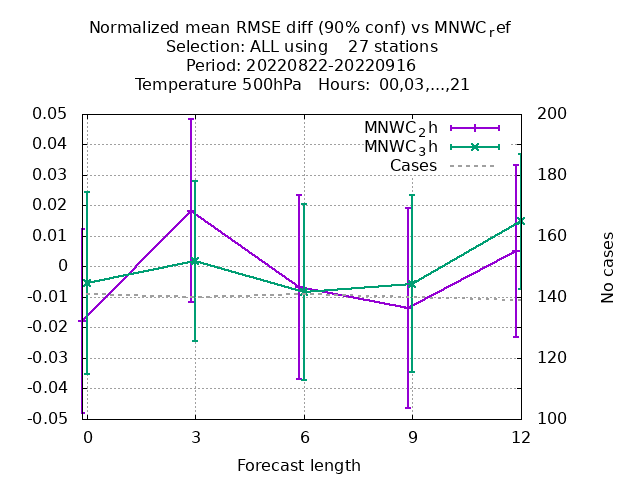 Normalized mean RMSE diff (90% conf) vs MNWCref
Selection: ALL using    27 stations
Period: 20220822-20220916
Temperature 500hPa   Hours:  00,03,...,21
0.05
0.04
0.03
0.02
0.01
0
-0.01
-0.02
-0.03
-0.04
-0.05
200
180
160
140
120
100
MNWC2h
MNWC3h
Cases
No cases
0 3 6 9 12
Forecast length